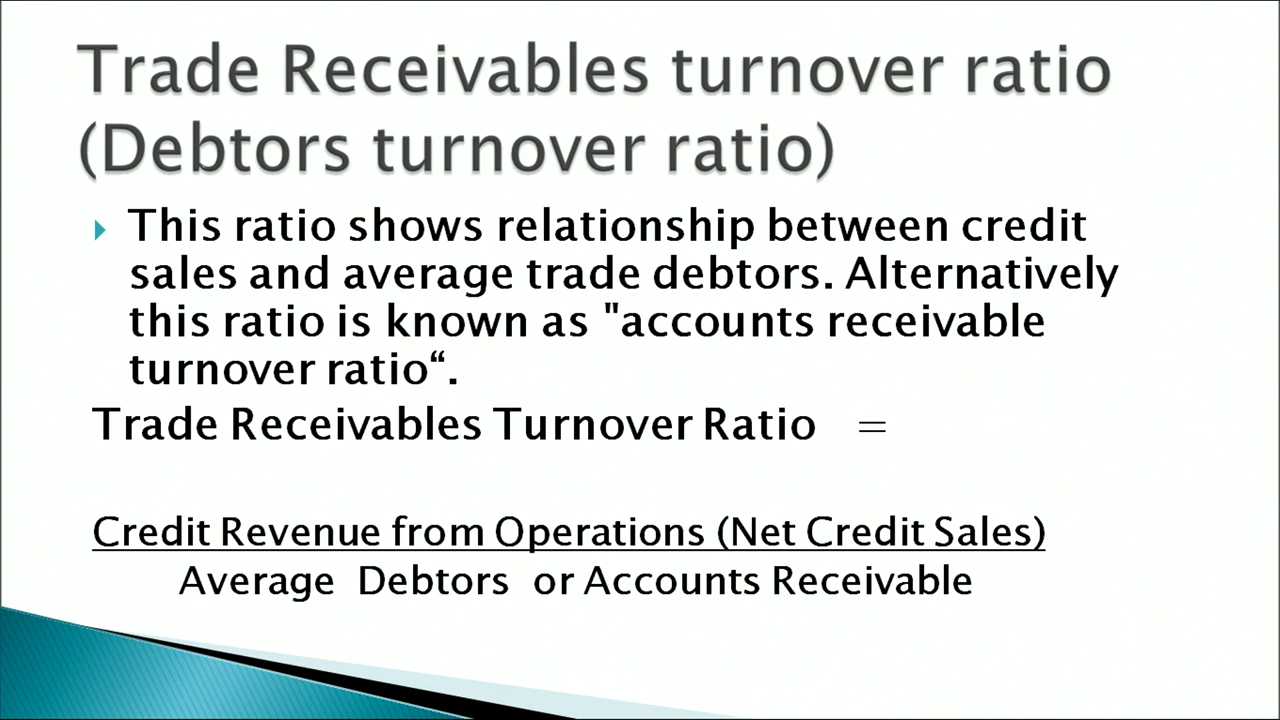 Trade Receivables turnover ratio
(Debtors turnover ratio)
This ratio shows relationship between credit
sales and average trade debtors. Alternatively
this ratio is known as "accounts receivable
turnover ratio“.
Trade Receivables Turnover Ratio =
Credit Revenue from Operations (Net Credit Sales)
Average Debtors or Accounts Receivable